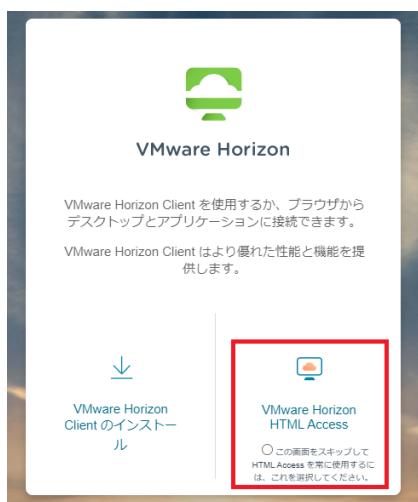 VMware Horizon
VMware Horizon Client を使用するか、ブラウザから
デスクトップとアプリケーションに接続できます。
VMware Horizon Client はより優れた性能と機能を提
供します。
VMware Horizon
Client のインストー
ル
VMware Horizon
HTML Access
この画面をスキップして
HTML Access を常に使用するに
は、これを選択してください。